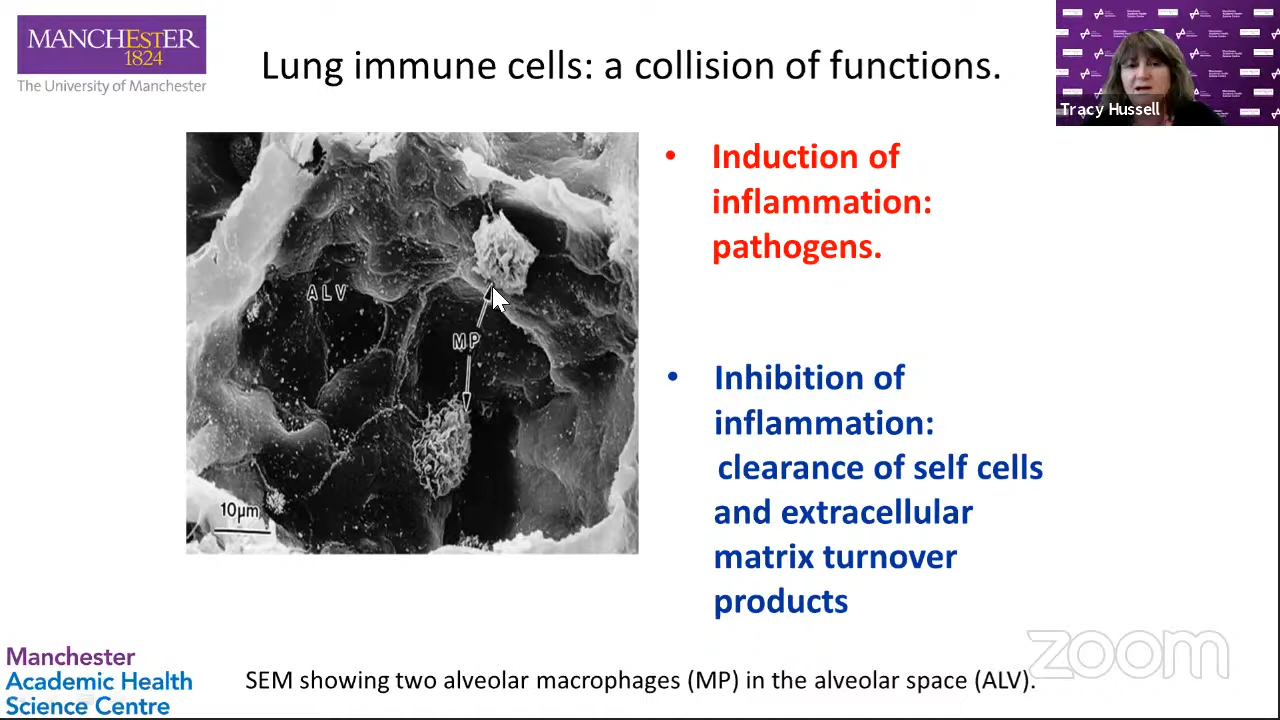 MANCHESTER
1824
The University of Manchester
Lung immune cells: a collision of functions.
Tracy Hussell
• Induction of
inflammation:
pathogens.
ALV
MP
10µm
• Inhibition of
inflammation:
clearance of self cells
and extracellular
matrix turnover
products
Manchester
Academic Health
Science Centre
SEM showing two alveolar macrophages (MP) in the alveolar space (ALV).
zoom